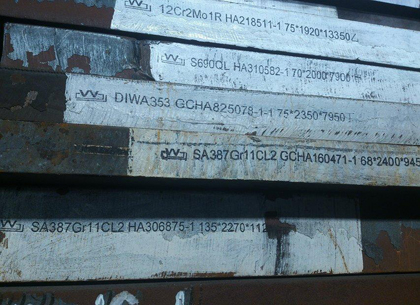 12Cr2Mo1R HA218511-1 75*1920*13350
S690QL HA310582-1 70*2000*7900
DIWA353 GCHA825078-1-1 75*2350*7950
SA387Gr11CL2 GCHA160471-1 68*2400*945
SA387Gr11CL2 HA306875-1 135*2270*112